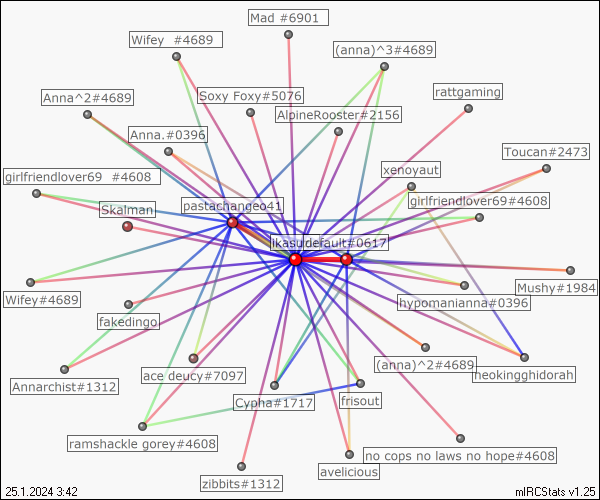 Mad #6901
Wifey  #4689
(anna)^3#4689
Soxy Foxy#5076
rattgaming
Anna^2#4689
AlpineRooster#2156
Anna.#0396
Toucan#2473
girlfriendlover69  #4608
xenoyaut
pastachangeo41
girlfriendlover69#4608
Skalman
default#0617
Wifey#4689
hypomanianna#0396
Mushy#1984
fakedingo
Annarchist#1312
ace deucy#7097
(anna)^2#4689
neokingghidorah
Cypha#1717
frisout
ramshackle gorey#4608
no cops no laws no hope#4608
zibbits#1312
avelicious
25.1.2024 3:42
mIRCStats v1.25